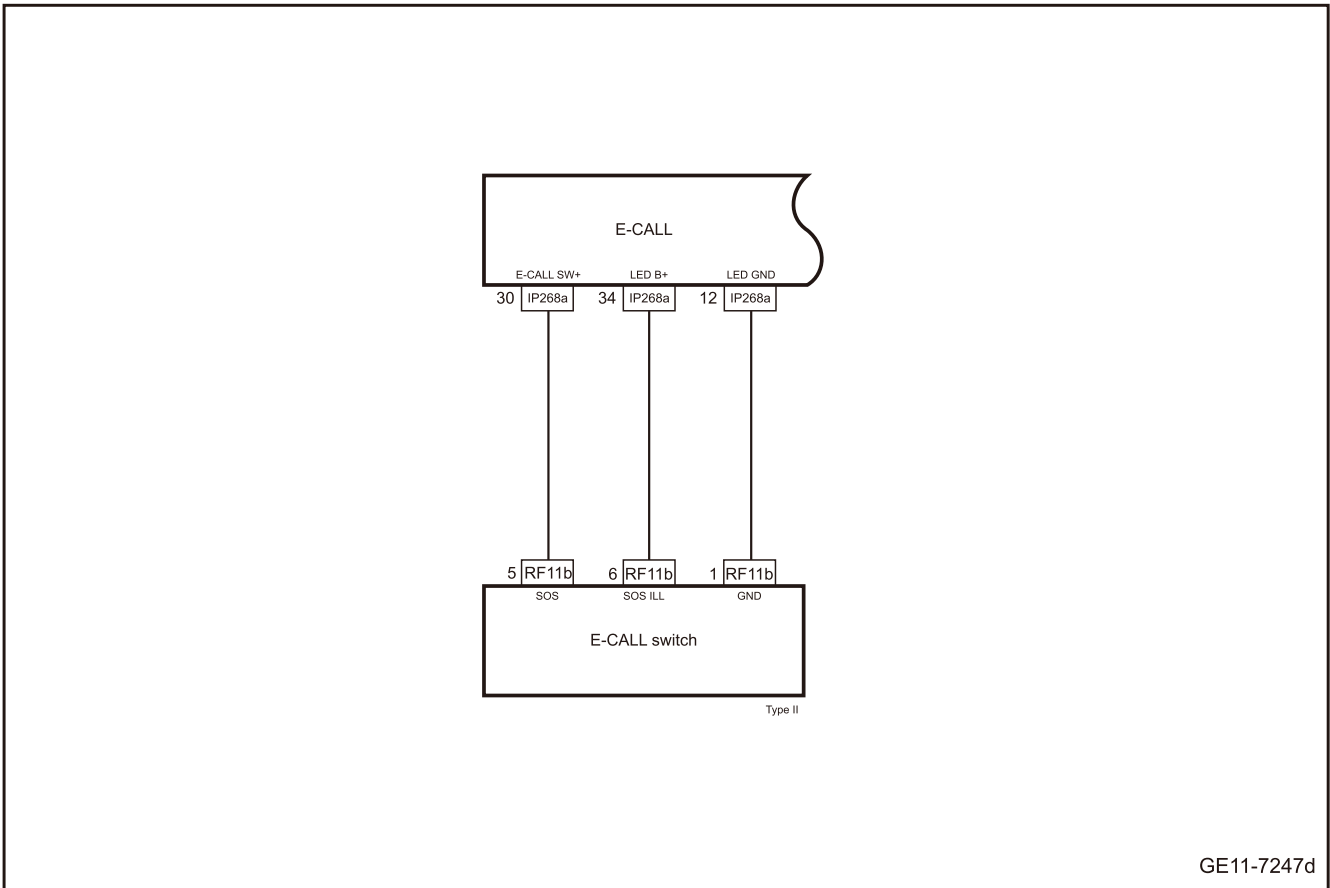 E-CALL
E-CALL SW+ LED B+ LED GND
30 IP268a 34 IP268a 12 IP268a
5 RF11b 6 RF11b 1 RF11b
SOS SOS ILL GND
E-CALL switch
Type II
GE11-7247d